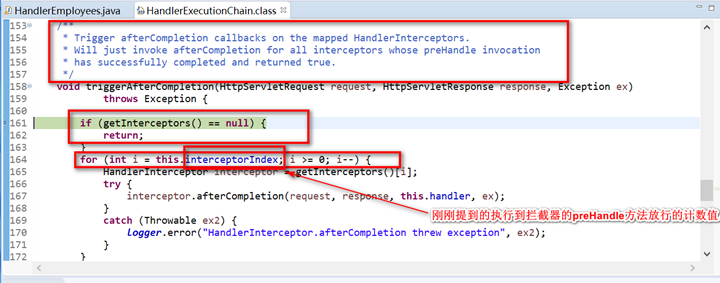 HandlerEmployees.java
HandlerExecutionChain.class
153 /**
154 * Trigger afterCompletion callbacks on the mapped HandlerInterceptors.
155 * Will just invoke afterCompletion for all interceptors whose preHandle invocation
156 * has successfully completed and returned true.
157 */
158 void triggerAfterCompletion(HttpServletRequest request, HttpServletResponse response, Exception ex)
159 throws Exception {
160
161 if (getInterceptors() == null) {
162 return;
163 }
164 for (int i = this.interceptorIndex; i >= 0; i--) {
165 HandlerInterceptor interceptor = getInterceptors()[i];
166 try {
167 interceptor.afterCompletion(request, response, this.handler, ex);
168 }
刚刚提到的执行到拦截器的preHandle方法放行的计数值
169 catch (Throwable ex2) {
170 logger.error("HandlerInterceptor.afterCompletion threw exception", ex2);
171 }
172 }